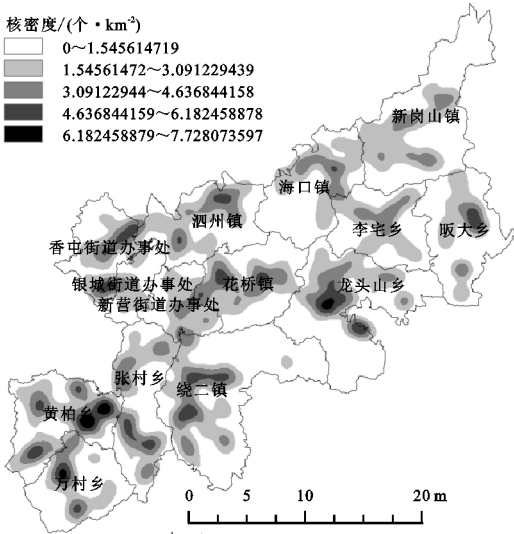 核密度/(个·km-2)
0～1.545614719
1.54561472～3.091229439
3.09122944～4.636844158
4.636844159～6.182458878
6.182458879～7.728073597
新岗山镇
海口镇
泗州镇
李宅乡
畈大乡
香屯街道办事处
银城街道办事处
花桥镇
龙头山乡
新营街道办事处
张村乡
绕二镇
黄柏乡
万村乡
0 5 10 20 m